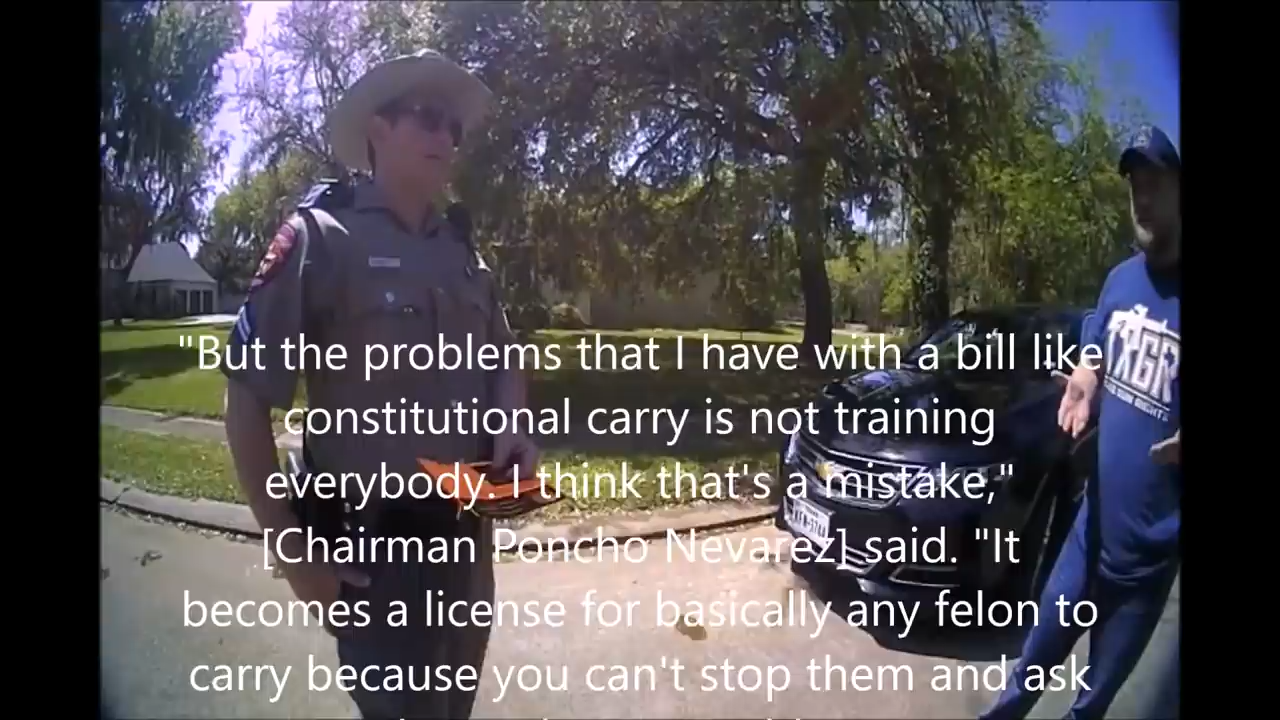 "But the problems that I have with a bill like
constitutional carry is not training
everybody. I think that's a mistake,"
[Chairman Poncho Nevarez] said. "It
becomes a license for basically any felon to
carry because you can't stop them and ask
TXGR